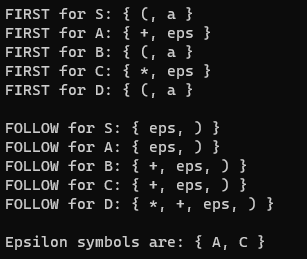 FIRST for S: { (, a }
FIRST for A: { +, eps }
FIRST for B: { (, a }
FIRST for C: { *, eps }
FIRST for D: { (, a }
FOLLOW for S: { eps, ) }
FOLLOW for A: { eps, ) }
FOLLOW for B: { +, eps, ) }
FOLLOW for C: { +, eps, ) }
FOLLOW for D: { *, +, eps, ) }
Epsilon symbols are: { A, C }